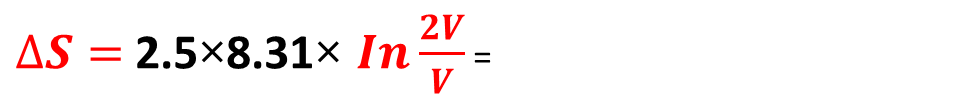 ΔS = 2.5×8.31× In 2V/V =